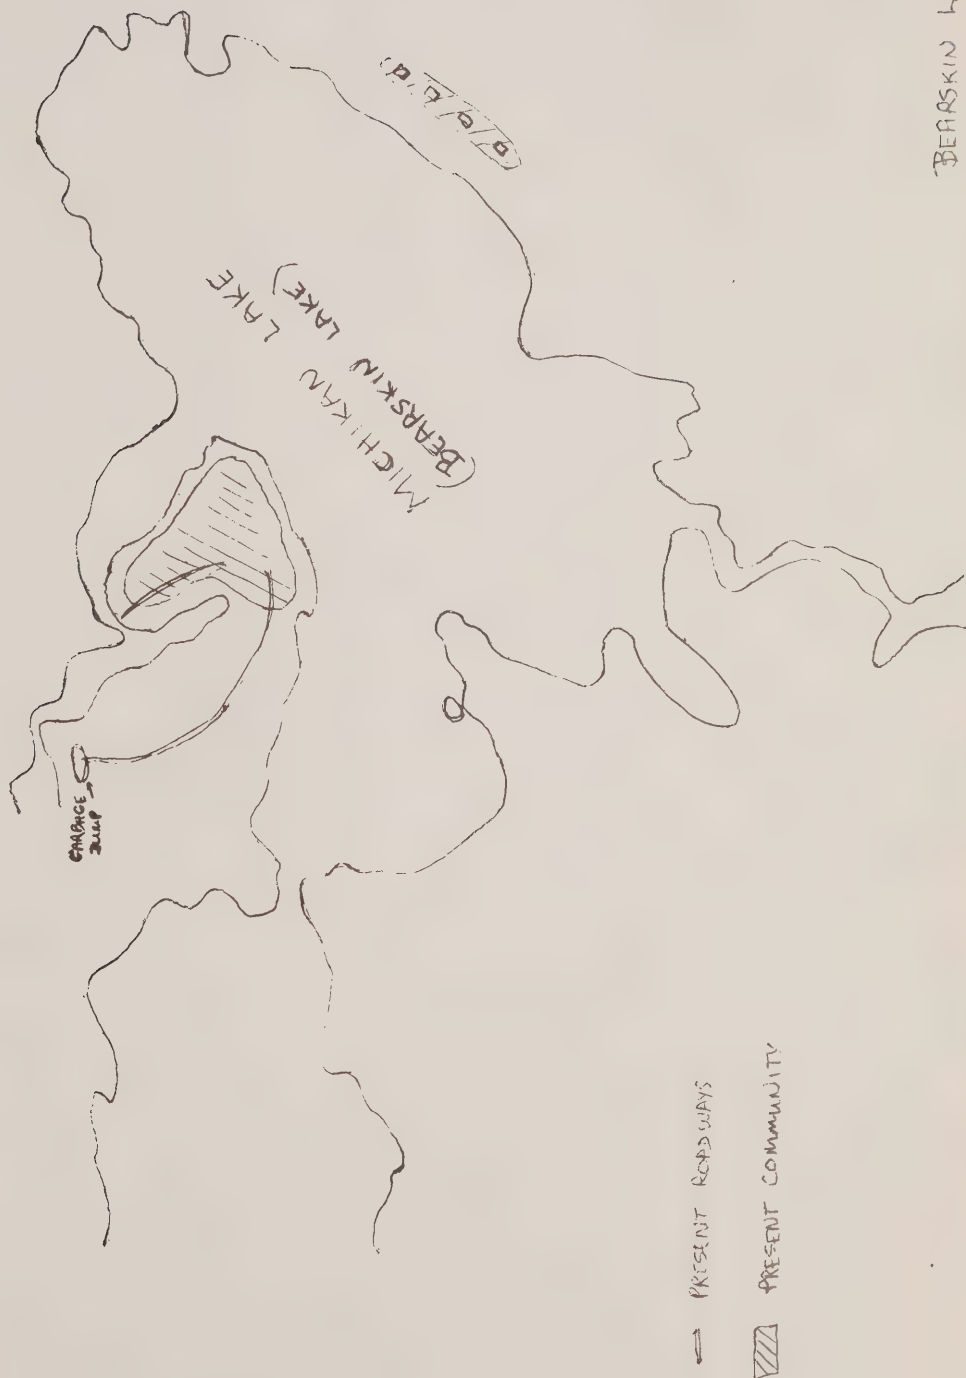 MICHIKAN LAKE
(BEARSKIN LAKE)
GARBAGE
DUMP
PRESENT ROADWAYS
PRESENT COMMUNITY
BEARSKIN